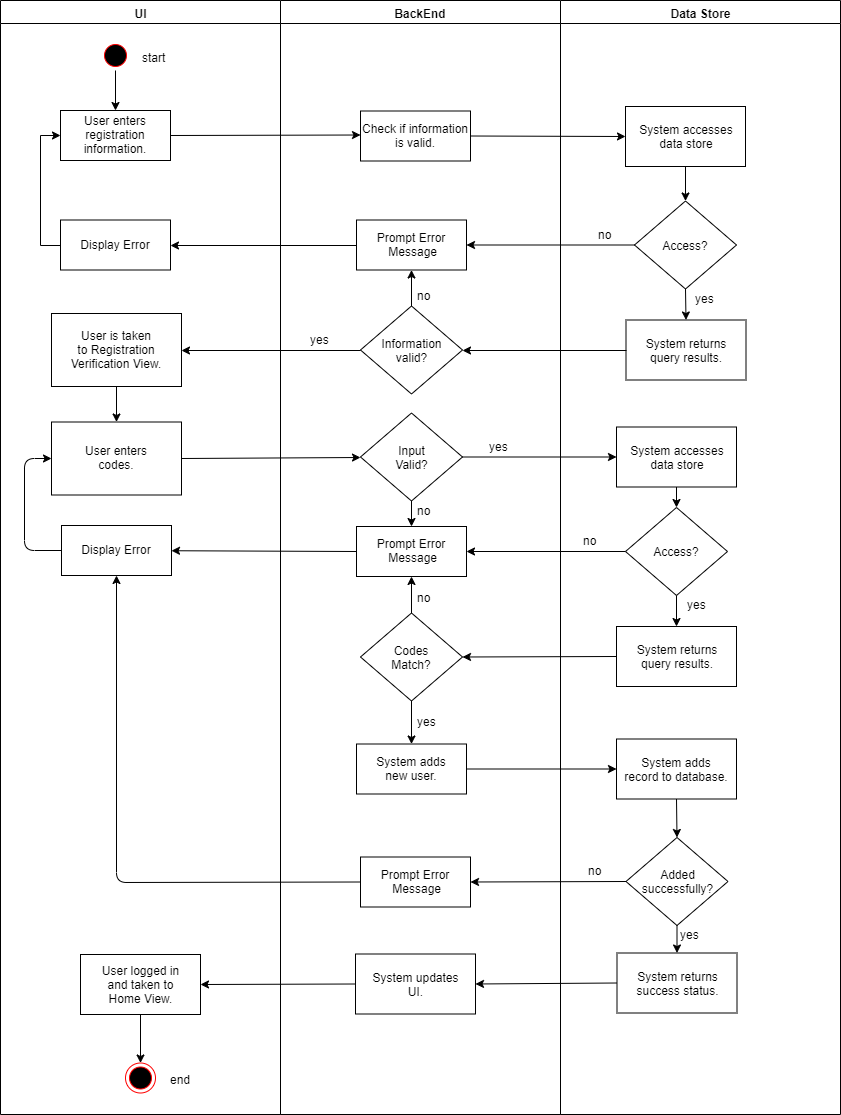 UI
BackEnd
Data Store
start
User enters
registration
information.
Check if information
is valid.
System accesses
data store
Display Error
Prompt Error
Message
no
Access?
yes
no
User is taken
to Registration
Verification View.
yes
Information
valid?
System returns
query results.
User enters
codes.
Input
Valid?
yes
System accesses
data store
no
Display Error
Prompt Error
Message
no
Access?
yes
no
Codes
Match?
System returns
query results.
yes
System adds
new user.
System adds
record to database.
Prompt Error
Message
no
Added
successfully?
yes
User logged in
and taken to
Home View.
System updates
UI.
System returns
success status.
end